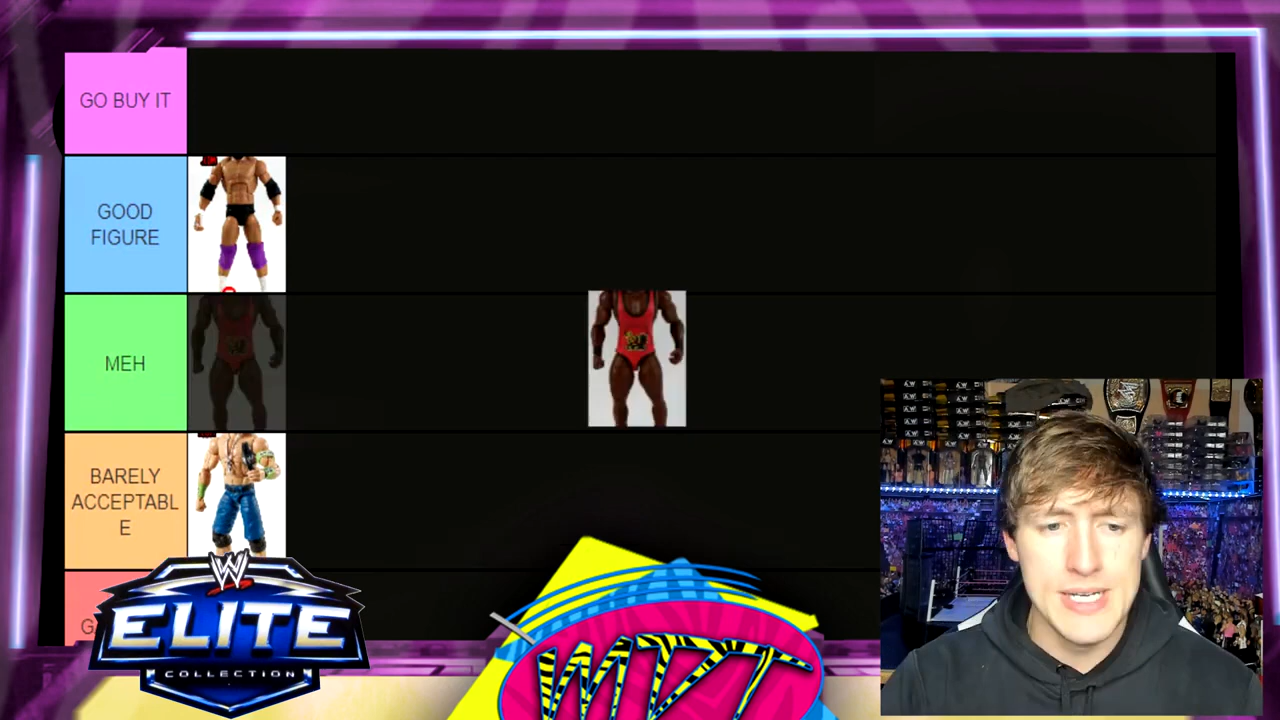 GO BUY IT
GOOD
FIGURE
MEH
BARELY
ACCEPTABL
E
G
W
ELITE
COLLECTION